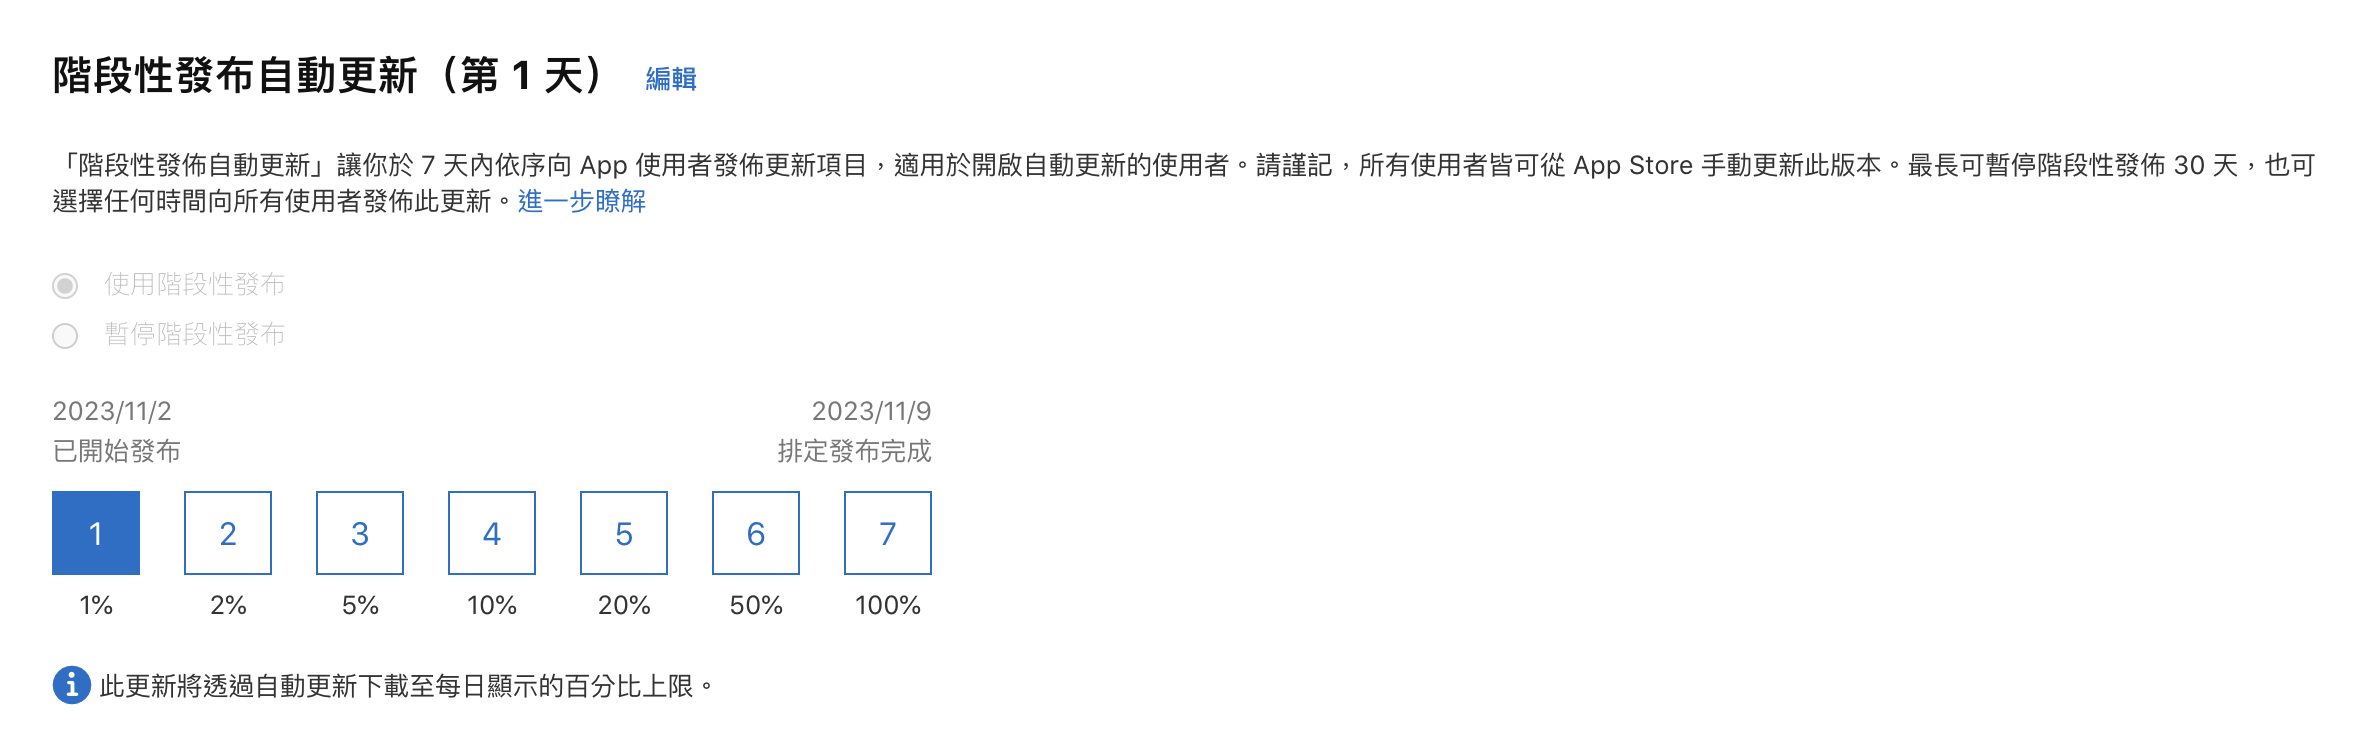 階段性發布自動更新（第 1 天） 編輯
「階段性發佈自動更新」讓你於 7 天內依序向 App 使用者發佈更新項目，適用於開啟自動更新的使用者。請謹記，所有使用者皆可從 App Store 手動更新此版本。最長可暫停階段性發佈 30 天，也可
選擇任何時間向所有使用者發佈此更新。進一步瞭解
使用階段性發布
暫停階段性發布
2023/11/2 2023/11/9
已開始發布 排定發布完成
1 2 3 4 5 6 7
1% 2% 5% 10% 20% 50% 100%
此更新將透過自動更新下載至每日顯示的百分比上限。